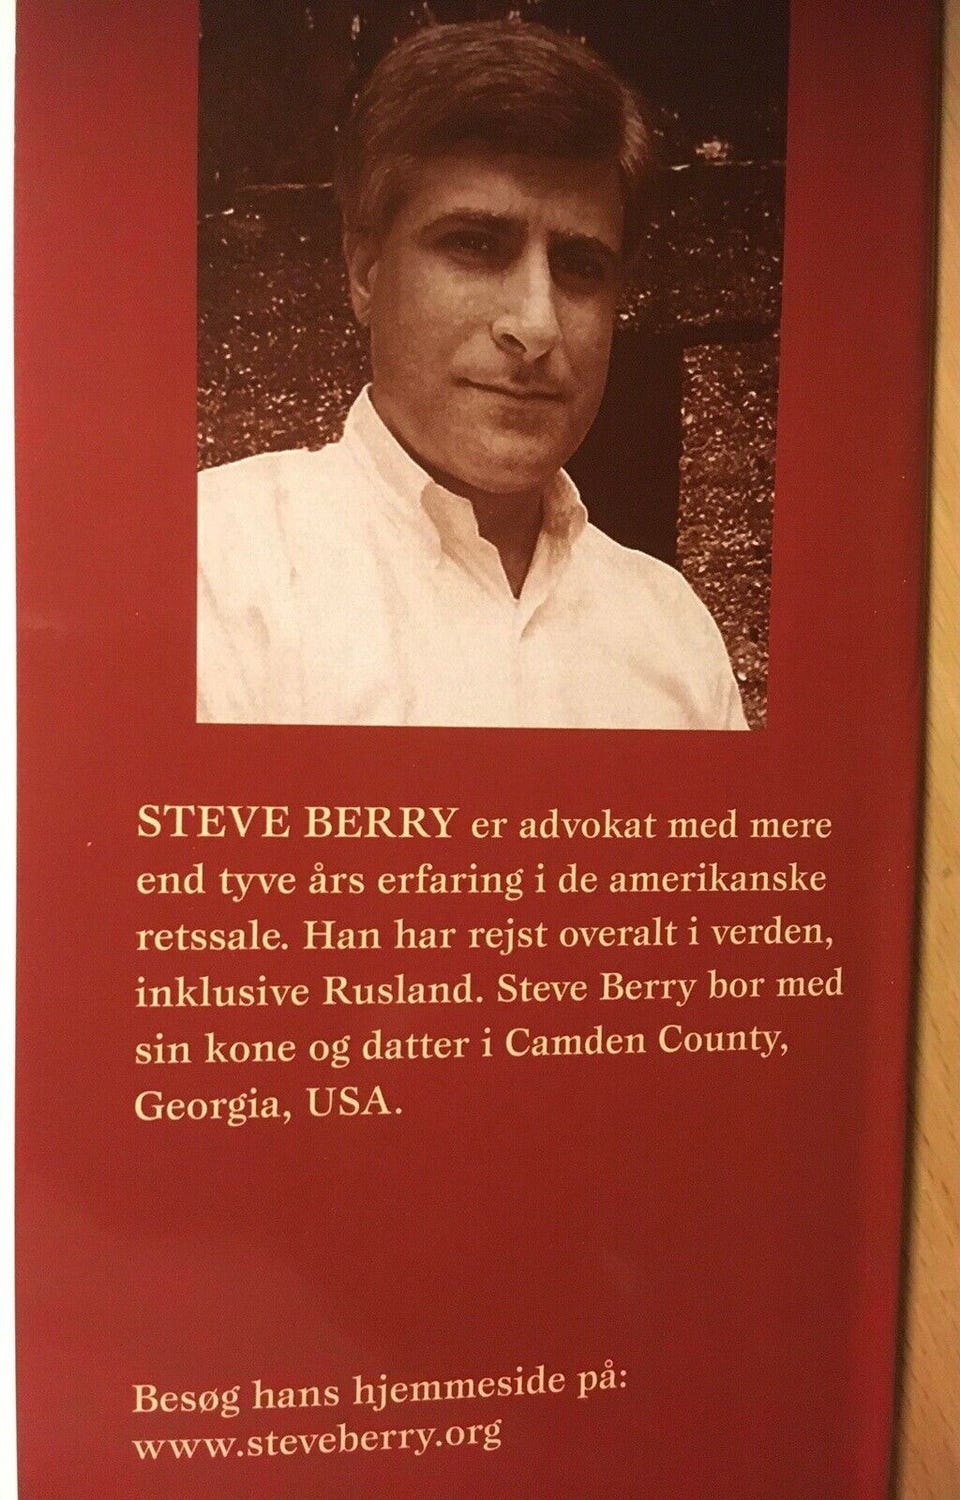 STEVE BERRY er advokat med mere
end tyve års erfaring i de amerikanske
retssale. Han har rejst overalt i verden,
inklusive Rusland. Steve Berry bor med
sin kone og datter i Camden County,
Georgia, USA.
Besøg hans hjemmeside på:
www.steveberry.org